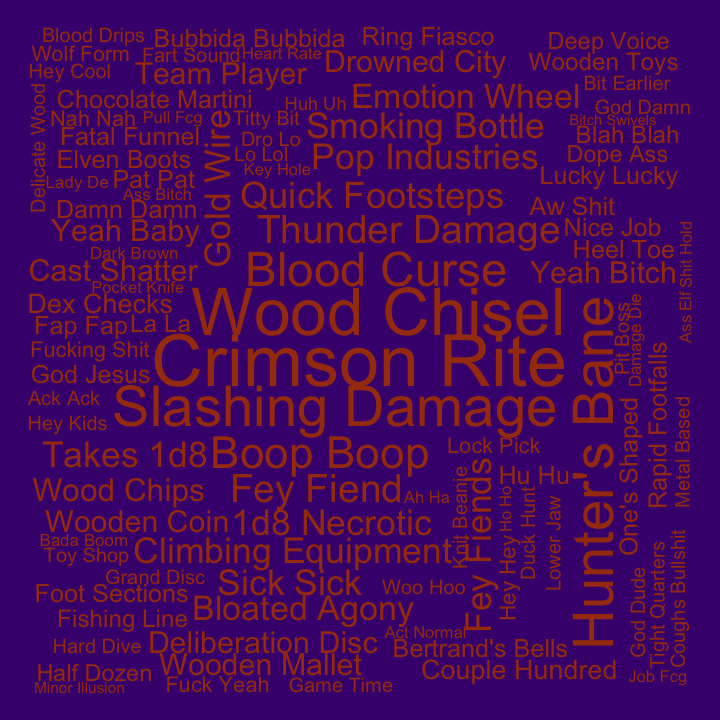 Blood Drips
Bubbida Bubbida
Ring Fiasco
Deep Voice
Wolf Form
Fart Sound
Heart Rate
Drowned City
Wooden Toys
Hey Cool
Team Player
Bit Earlier
Chocolate Martini
Huh Uh
Emotion Wheel
God Damn
Delicate Wood
Nah Nah
Pull Fcg
Gold Wire
Titty Bit
Smoking Bottle
Bitch Swivels
Fatal Funnel
Dro Lo
Blah Blah
Elven Boots
Lo Lol
Pop Industries
Dope Ass
Lady De
Pat Pat
Key Hole
Lucky Lucky
Ass Bitch
Quick Footsteps
Damn Damn
Aw Shit
Yeah Baby
Thunder Damage
Nice Job
Dark Brown
Heel Toe
Ass Elf Shit Hold
Cast Shatter
Blood Curse
Yeah Bitch
Pocket Knife
Dex Checks
Wood Chisel
Hunter's Bane
Pit Boss
Damage Die
Fap Fap
La La
Fucking Shit
Crimson Rite
God Jesus
Rapid Footfalls
Ack Ack
Slashing Damage
One's Shaped
Metal Based
Hey Kids
Takes 1d8
Boop Boop
Lock Pick
Wood Chips
Fey Fiend
Ah Ha
Knit Beanie
Fey Fiends
Hu Hu
Hey Hey
Ho Ho
Duck Hunt
Lower Jaw
Wooden Coin
1d8 Necrotic
Bada Boom
Toy Shop
Climbing Equipment
Grand Disc
Sick Sick
Woo Hoo
God Dude
Tight Quarters
Coughs Bullshit
Foot Sections
Bloated Agony
Fishing Line
Act Normal
Hard Dive
Deliberation Disc
Bertrand's Bells
Half Dozen
Wooden Mallet
Couple Hundred
Job Fcg
Minor Illusion
Fuck Yeah
Game Time